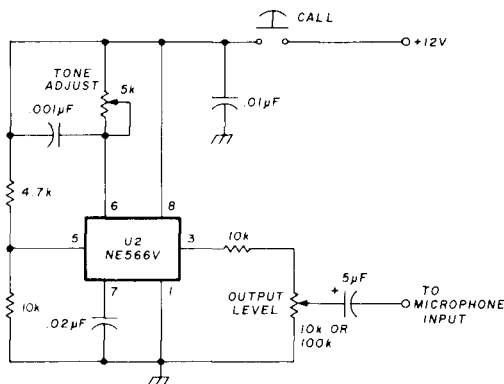 CALL
+12V
TONE
ADJUST
5k
.001µF
.01µF
4.7k
6
8
5
U2
NE566V
3
10k
7
1
5µF
+
TO
MICROPHONE
INPUT
OUTPUT
LEVEL
10k
.02µF
10k OR
100k